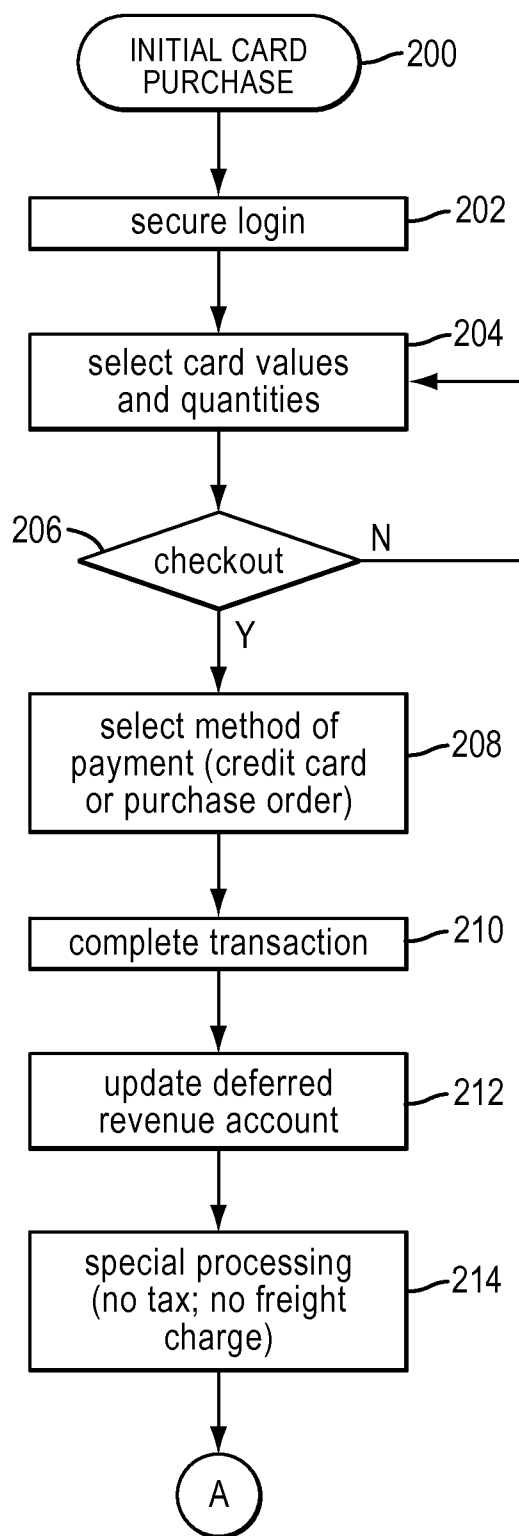 INITIAL CARD
PURCHASE
200
secure login
202
204
select card values
and quantities
206
checkout
N
Y
select method of
payment (credit card
or purchase order)
208
complete transaction
210
update deferred
revenue account
212
special processing
(no tax; no freight
charge)
214
A